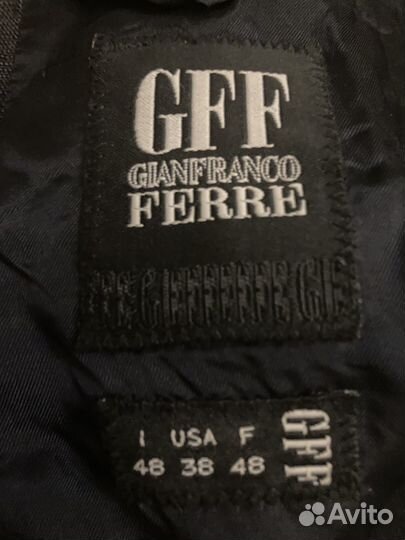 GFF
GIANFRANCO
FERRE
I USA F
48 38 48
GFF
Avito